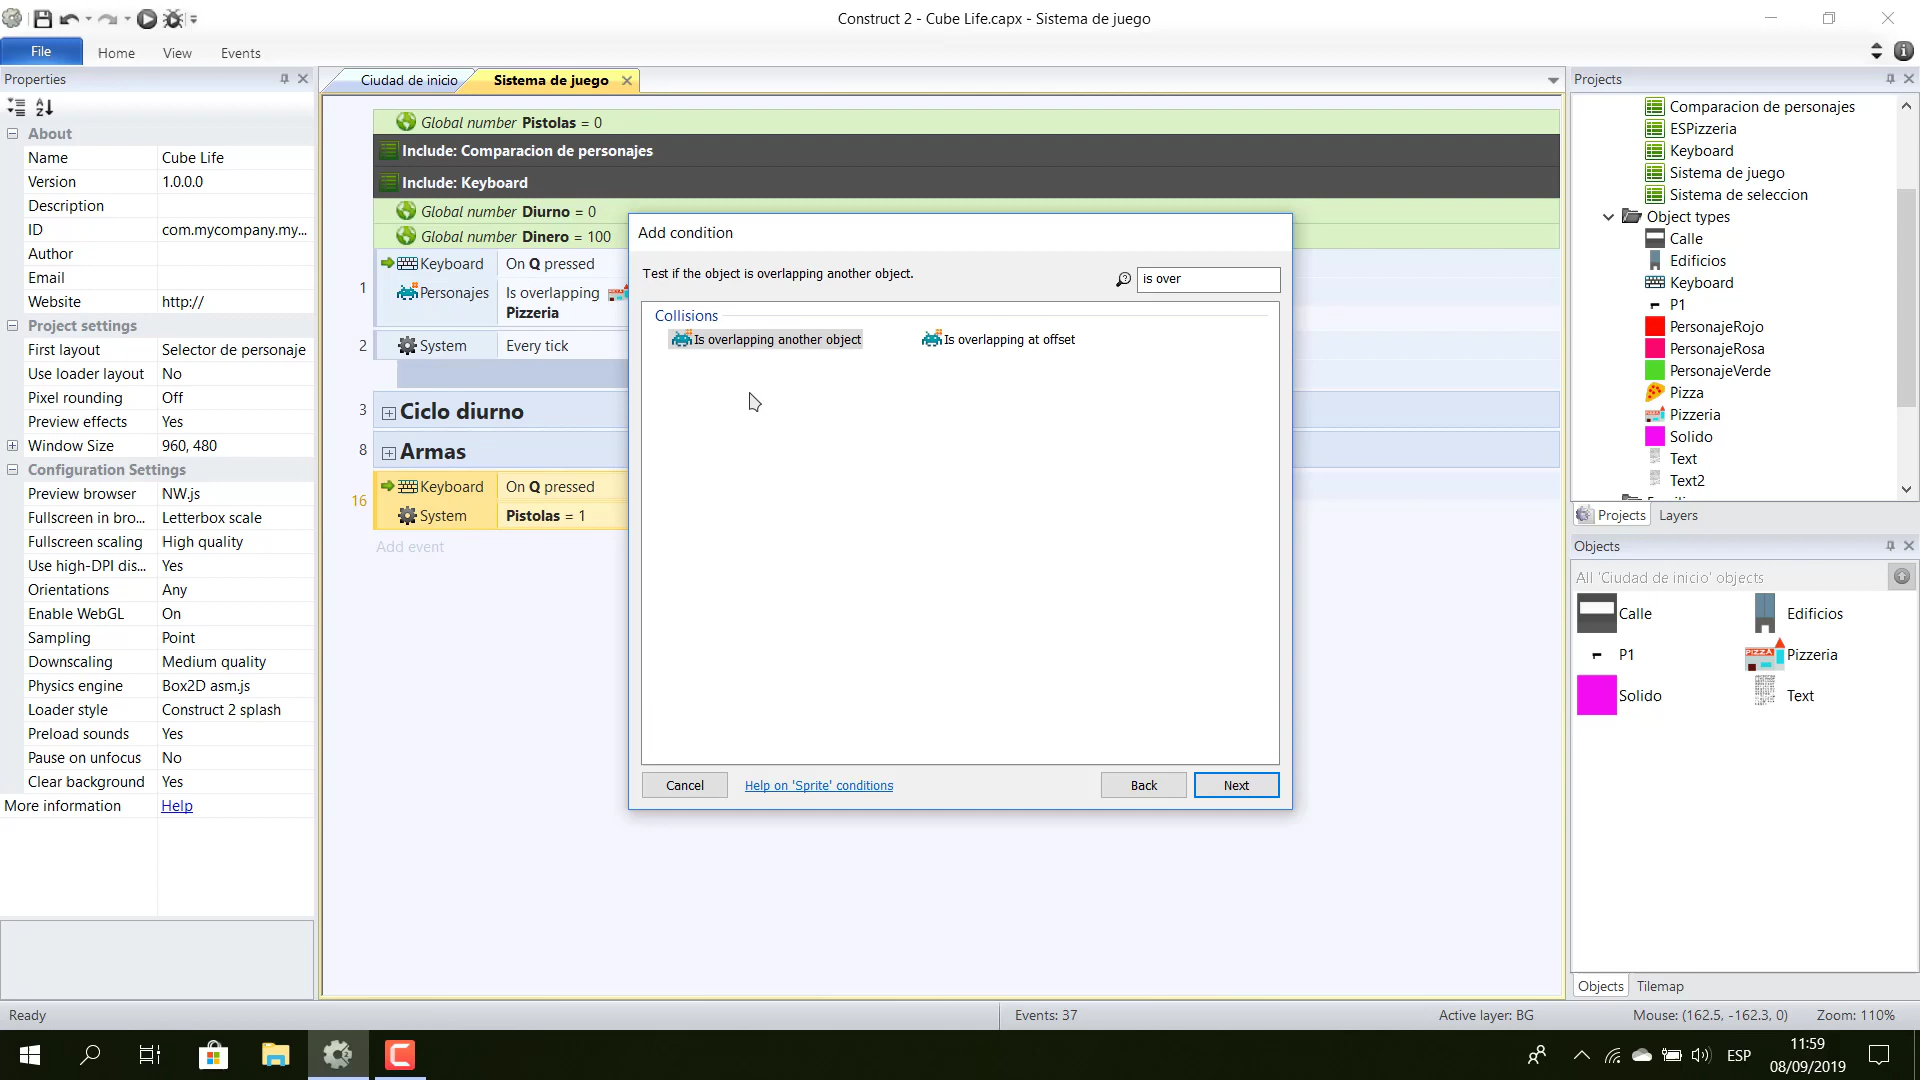 Construct 2 - Cube Life.capx - Sistema de juego
File
Home
View
Events
Properties
About
Name
Cube Life
Version
1.0.0.0
Description
ID
com.mycompany.my...
Author
Email
Website
http://
Project settings
First layout
Selector de personaje
Use loader layout
No
Pixel rounding
Off
Preview effects
Yes
Window Size
960, 480
Configuration Settings
Preview browser
NW.js
Fullscreen in bro...
Letterbox scale
Fullscreen scaling
High quality
Use high-DPI dis...
Yes
Orientations
Any
Enable WebGL
On
Sampling
Point
Downscaling
Medium quality
Physics engine
Box2D asm.js
Loader style
Construct 2 splash
Preload sounds
Yes
Pause on unfocus
No
Clear background
Yes
More information
Help
Ciudad de inicio
Sistema de juego
Global number Pistolas = 0
Include: Comparacion de personajes
Include: Keyboard
Global number Diurno = 0
Global number Dinero = 100
1
Keyboard
On Q pressed
Personajes
Is overlapping
Pizzeria
2
System
Every tick
3
Ciclo diurno
8
Armas
16
Keyboard
On Q pressed
System
Pistolas = 1
Add event
Add condition
Test if the object is overlapping another object.
is over
Collisions
Is overlapping another object
Is overlapping at offset
Cancel
Help on 'Sprite' conditions
Back
Next
Projects
Comparacion de personajes
ESPizzeria
Keyboard
Sistema de juego
Sistema de seleccion
Object types
Calle
Edificios
Keyboard
P1
PersonajeRojo
PersonajeRosa
PersonajeVerde
Pizza
Pizzeria
Solido
Text
Text2
Projects
Layers
Objects
All 'Ciudad de inicio' objects
Calle
Edificios
P1
PIZZA
Pizzeria
Solido
Text
Objects
Tilemap
Ready
Events: 37
Active layer: BG
Mouse: (162.5, -162.3, 0)
Zoom: 110%
ESP
11:59
08/09/2019